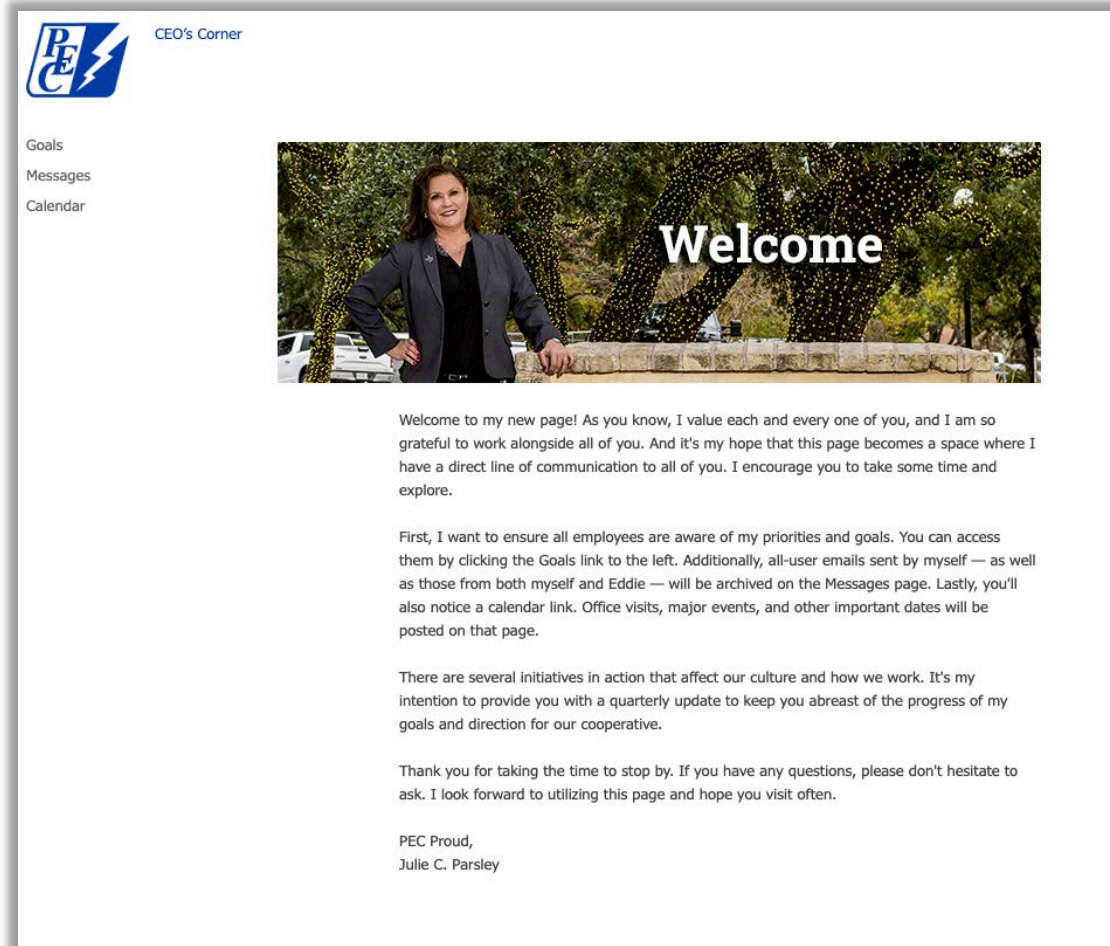 PEC
CEO’s Corner
Goals
Messages
Calendar
Welcome
Welcome to my new page! As you know, I value each and every one of you, and I am so
grateful to work alongside all of you. And it's my hope that this page becomes a space where I
have a direct line of communication to all of you. I encourage you to take some time and
explore.
First, I want to ensure all employees are aware of my priorities and goals. You can access
them by clicking the Goals link to the left. Additionally, all-user emails sent by myself — as well
as those from both myself and Eddie — will be archived on the Messages page. Lastly, you'll
also notice a calendar link. Office visits, major events, and other important dates will be
posted on that page.
There are several initiatives in action that affect our culture and how we work. It's my
intention to provide you with a quarterly update to keep you abreast of the progress of my
goals and direction for our cooperative.
Thank you for taking the time to stop by. If you have any questions, please don't hesitate to
ask. I look forward to utilizing this page and hope you visit often.
PEC Proud,
Julie C. Parsley